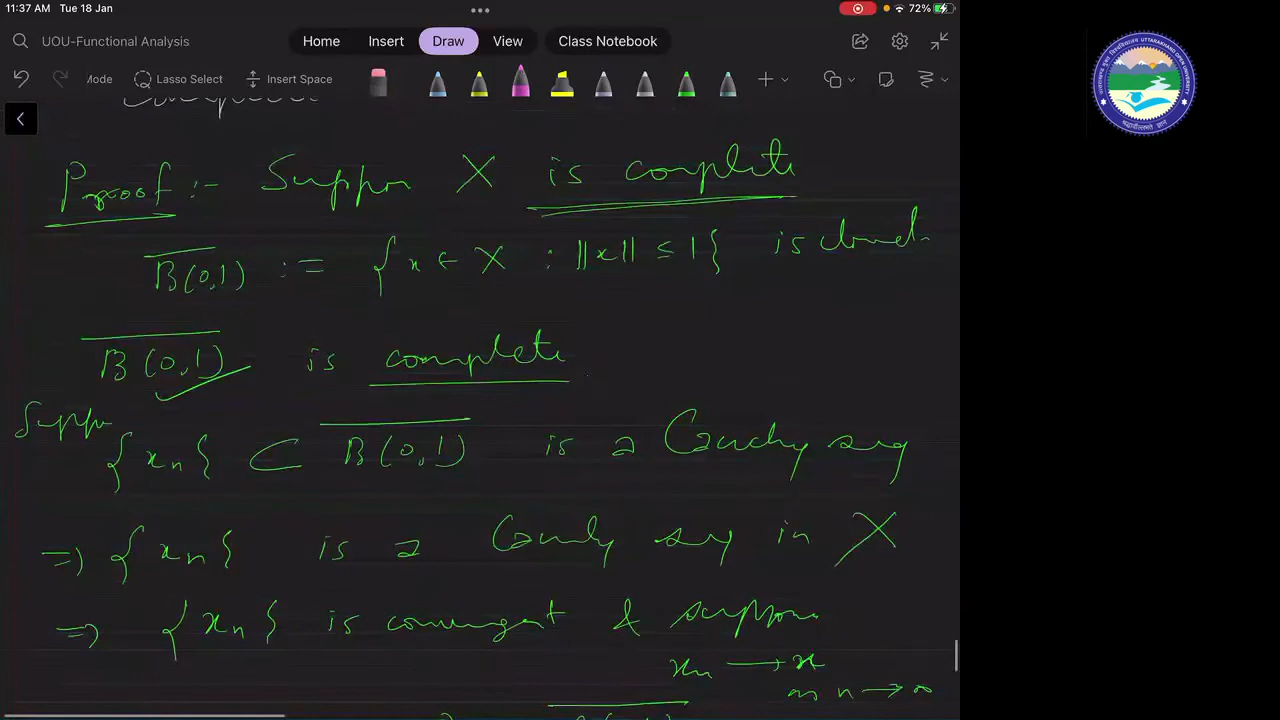 11:37 AM Tue 18 Jan
72%
UOU-Functional Analysis Home Insert Draw View Class Notebook
Mode Lasso Select Insert Space
Proof :- Suppose X is complete
B(0,1) := {x ∈ X : ||x|| ≤ 1} is closed.
B(0,1) is complete
Suppose
{xn} ⊂ B(0,1) is a Cauchy seq
=> {xn} is a Cauchy seq in X
=> {xn} is convergent & suppose
xn → x
as n → ∞